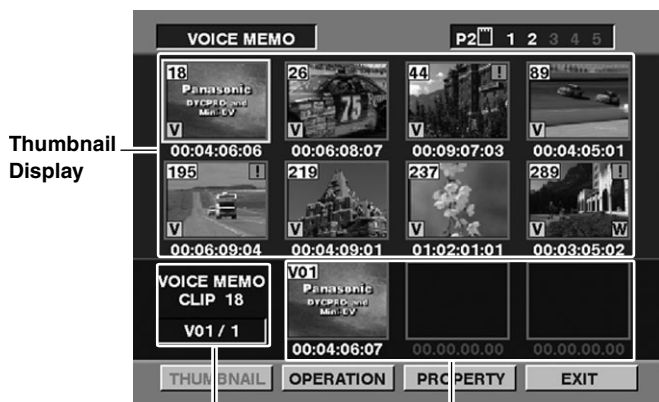 VOICE MEMO
P2 1 2 3 4 5
18 26 44 ! 89
Panasonic
DVCPRO and
Mini-DV
75
V V V V
00:04:06:06 00:06:08:07 00:09:07:03 00:04:05:01
Thumbnail
Display
195 ! 219 237 289 !
V V V V W
00:06:09:04 00:04:09:01 01:02:01:01 00:03:05:02
VOICE MEMO
CLIP 18
V01 / 1
V01
Panasonic
DVCPRO and
Mini-DV
00:04:06:07 00.00.00.00 00.00.00.00
THUMBNAIL OPERATION PROPERTY EXIT